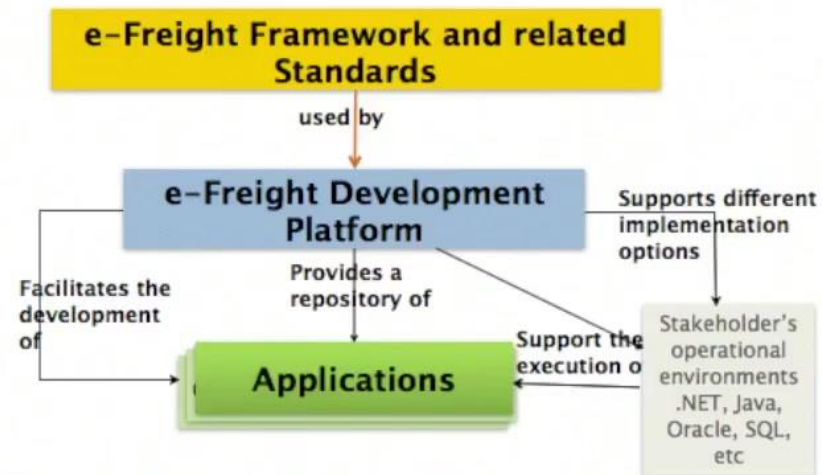 e-Freight Framework and related
Standards
used by
e-Freight Development
Platform
Supports different
implementation
options
Provides a
repository of
Facilitates the
development
of
Stakeholder's
operational
environments
.NET, Java,
Oracle, SQL,
etc
Support the
execution o
Applications